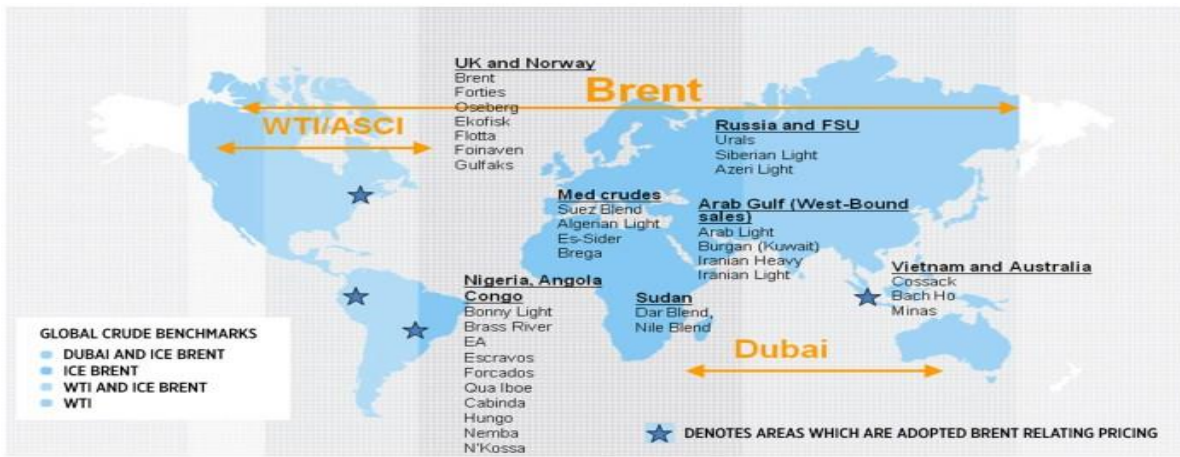 UK and Norway
Brent
Forties
Oseberg
Ekofisk
Flotta
Foinaven
Gulfaks
Brent
WTI/ASCI
Russia and FSU
Urals
Siberian Light
Azeri Light
Med crudes
Suez Blend
Algerian Light
Es-Sider
Brega
Arab Gulf (West-Bound
sales)
Arab Light
Burgan (Kuwait)
Iranian Heavy
Iranian Light
Vietnam and Australia
Cossack
Bach Ho
Minas
Nigeria, Angola
Congo
Bonny Light
Brass River
EA
Escravos
Forcados
Qua Iboe
Cabinda
Hungo
Nemba
N'Kossa
Sudan
Dar Blend,
Nile Blend
Dubai
GLOBAL CRUDE BENCHMARKS
DUBAI AND ICE BRENT
ICE BRENT
WTI AND ICE BRENT
WTI
DENOTES AREAS WHICH ARE ADOPTED BRENT RELATING PRICING